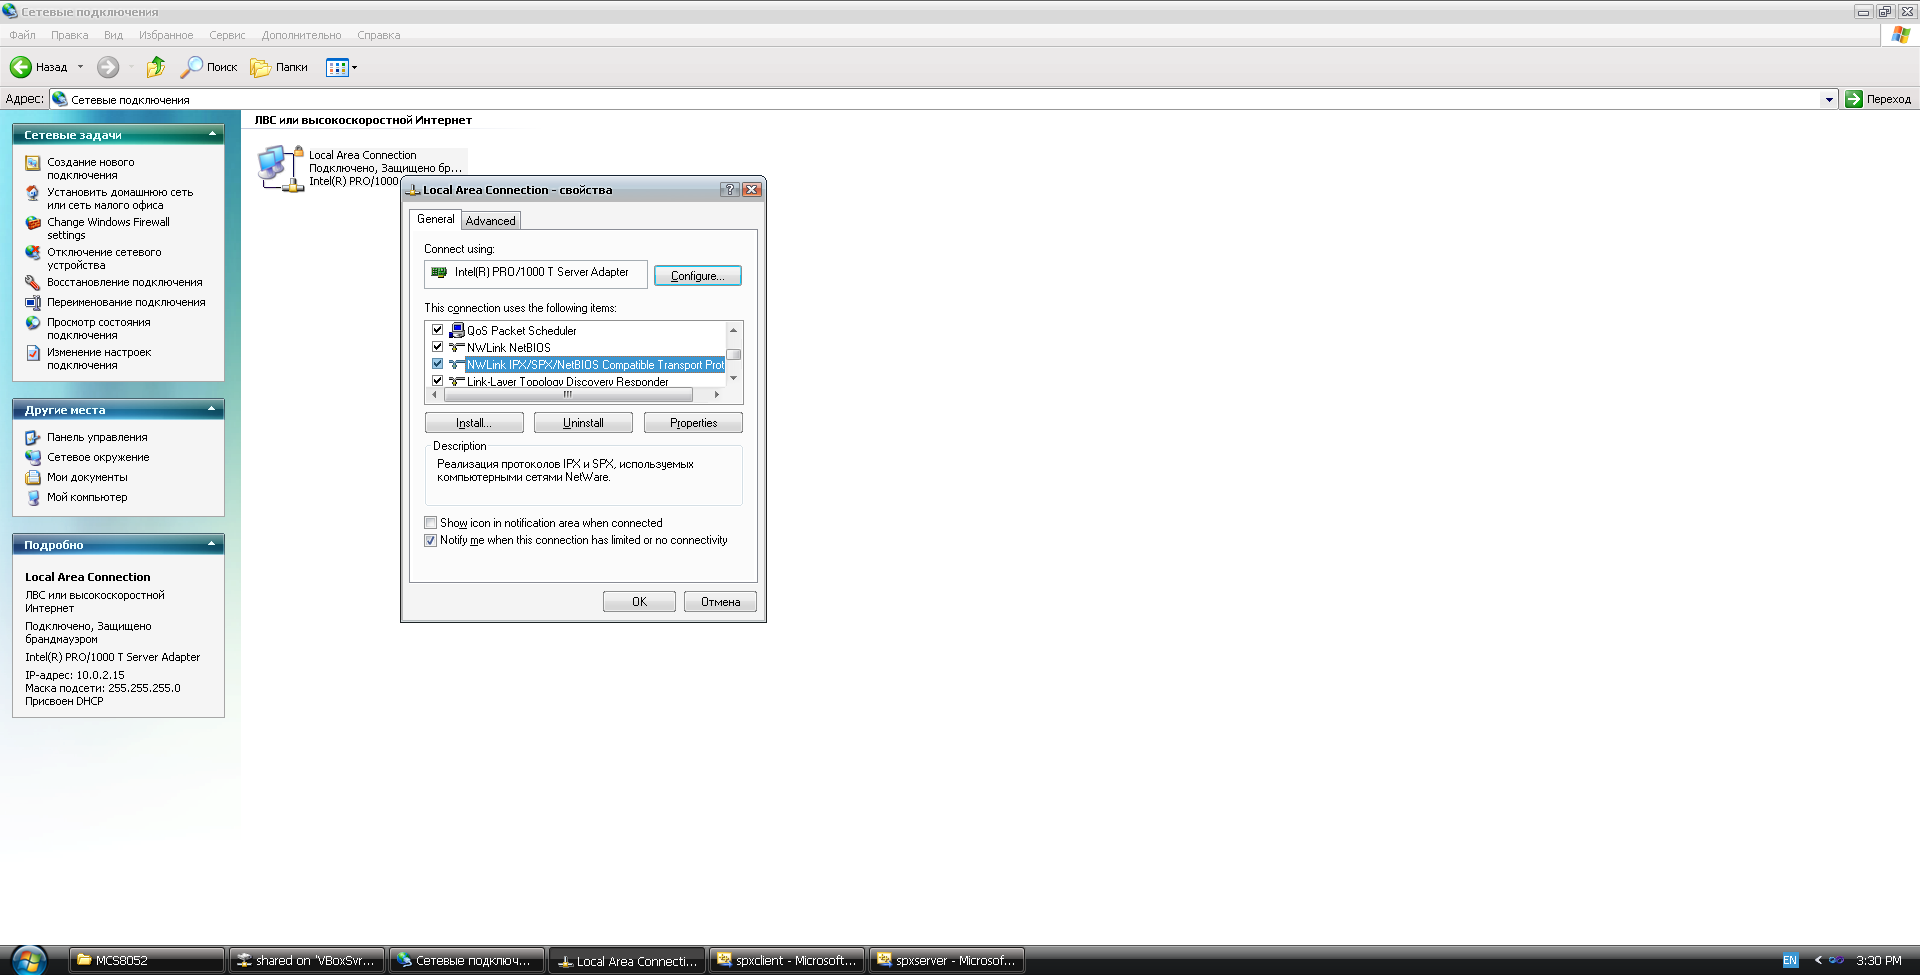 Сетевые подключения
Файл Правка Вид Избранное Сервис Дополнительно Справка
Назад Поиск Папки
Адрес: Сетевые подключения Переход
Сетевые задачи
Создание нового
подключения
Установить домашнюю сеть
или сеть малого офиса
Change Windows Firewall
settings
Отключение сетевого
устройства
Восстановление подключения
Переименование подключения
Просмотр состояния
подключения
Изменение настроек
подключения
Другие места
Панель управления
Сетевое окружение
Мои документы
Мой компьютер
Подробно
Local Area Connection
ЛВС или высокоскоростной
Интернет
Подключено, Защищено
брандмауэром
Intel(R) PRO/1000 T Server Adapter
IP-адрес: 10.0.2.15
Маска подсети: 255.255.255.0
Присвоен DHCP
ЛВС или высокоскоростной Интернет
Local Area Connection
Подключено, Защищено бр...
Intel(R) PRO/1000
Local Area Connection - свойства
General Advanced
Connect using:
Intel(R) PRO/1000 T Server Adapter Configure...
This connection uses the following items:
QoS Packet Scheduler
NWLink NetBIOS
NWLink IPX/SPX/NetBIOS Compatible Transport Prot
Link-Layer Topology Discovery Responder
Install... Uninstall Properties
Description
Реализация протоколов IPX и SPX, используемых
компьютерными сетями NetWare.
Show icon in notification area when connected
Notify me when this connection has limited or no connectivity
OK Отмена
MCS8052 shared on 'VBoxSvr... Сетевые подключ... Local Area Connecti... spxclient - Microsoft... spxserver - Microsof... EN 3:30 PM